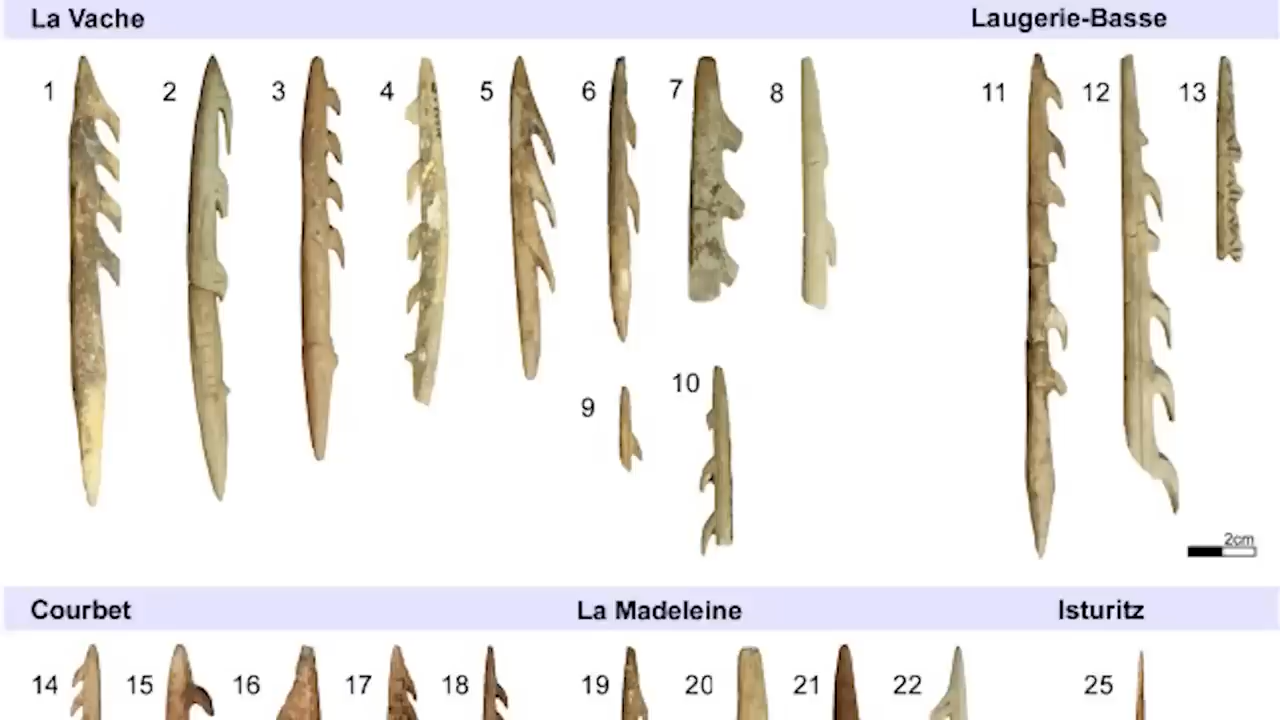 La Vache Laugerie-Basse
1 2 3 4 5 6 7 8 11 12 13
9 10
2cm
Courbet La Madeleine Isturitz
14 15 16 17 18 19 20 21 22 25